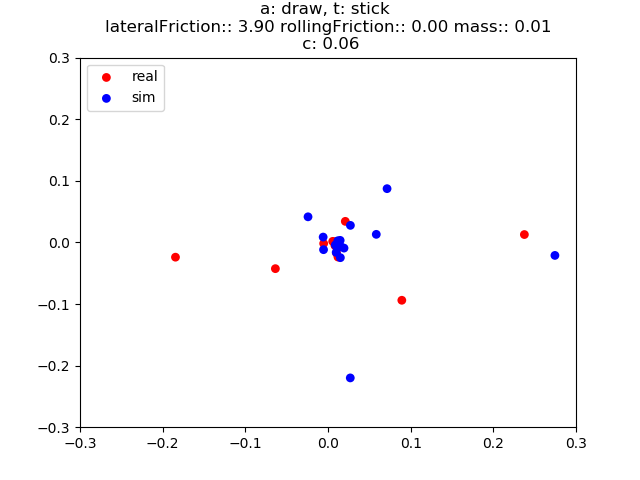 a: draw, t: stick
lateralFriction:: 3.90 rollingFriction:: 0.00 mass:: 0.01
c: 0.06
real
sim
0.3
0.2
0.1
0.0
−0.1
−0.2
−0.3
−0.3
−0.2
−0.1
0.0
0.1
0.2
0.3